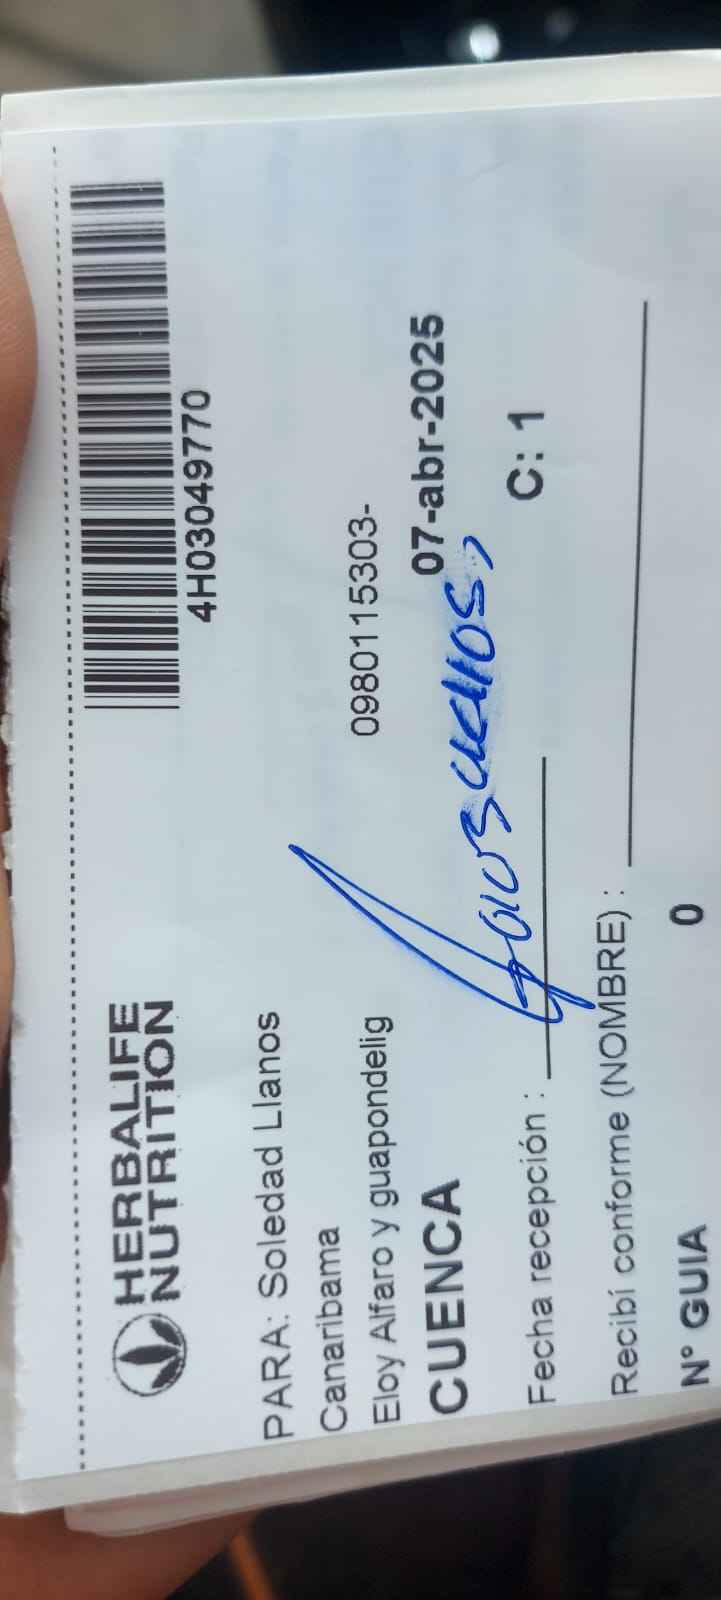 HERBALIFE
NUTRITION
4H03049770
PARA: Soledad Llanos
Canaribama
Eloy Alfaro y guapondelig 0980115303-
CUENCA 07-abr-2025
Fecha recepción : C: 1
Recibí conforme (NOMBRE) :
N° GUIA 0